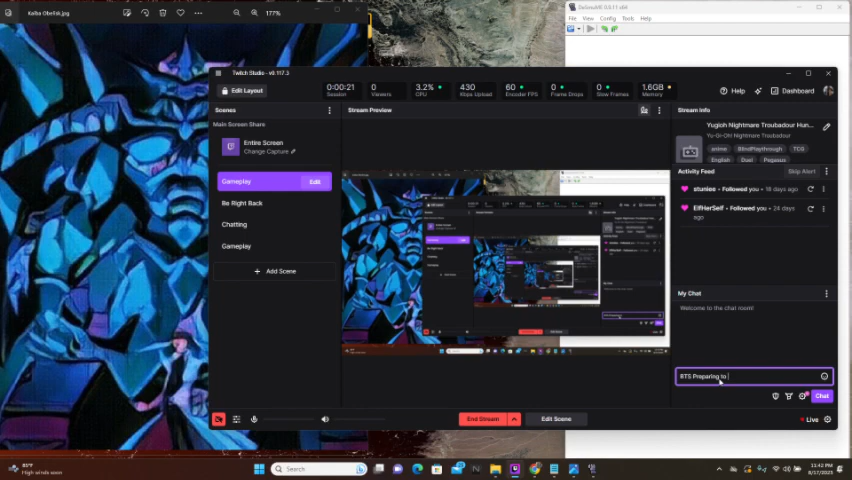 Kaiba Obelisk.jpg
177%
DeSmuME 0.9.11 x64
File View Config Tools Help
Twitch Studio - v0.117.3
Edit Layout
0:00:21 Session
0 Viewers
3.2% CPU
430 Kbps Upload
60 Encoder FPS
0 Frame Drops
0 Slow Frames
1.6GB Memory
Help
Dashboard
Scenes
Main Screen Share
Entire Screen
Change Capture
Gameplay
Edit
Be Right Back
Chatting
Gameplay
+ Add Scene
Stream Preview
Stream Info
Yugioh Nightmare Troubadour Hun...
Yu-Gi-Oh! Nightmare Troubadour
anime BlindPlaythrough TCG
English Duel Pegasus
Activity Feed
Skip Alert
stunies • Followed you • 18 days ago
ElfHerSelf • Followed you • 24 days
ago
My Chat
Welcome to the chat room!
BTS Preparing to
Chat
End Stream
Edit Scene
Live
81°F
High winds soon
Search
11:42 PM
8/17/2025